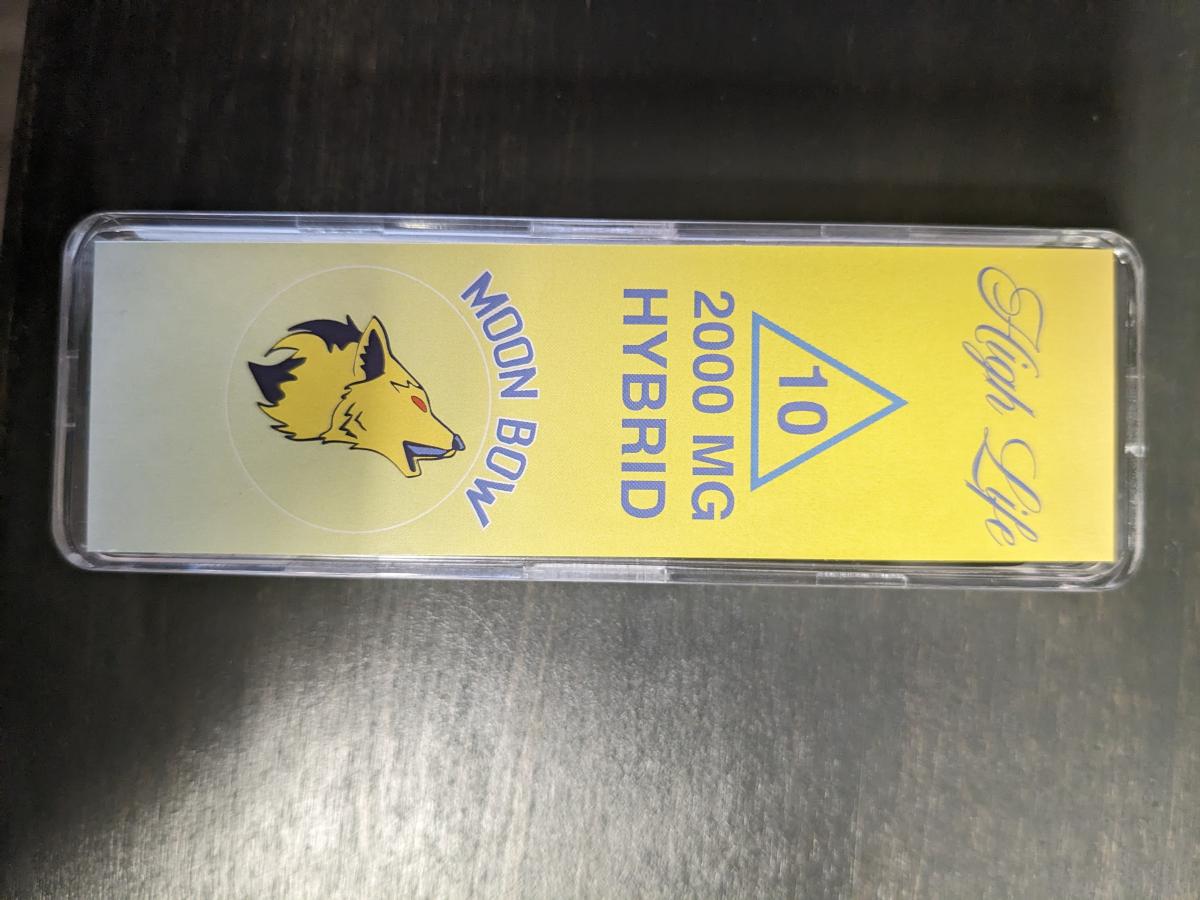 High Life
10
2000 MG
HYBRID
MOON BOW